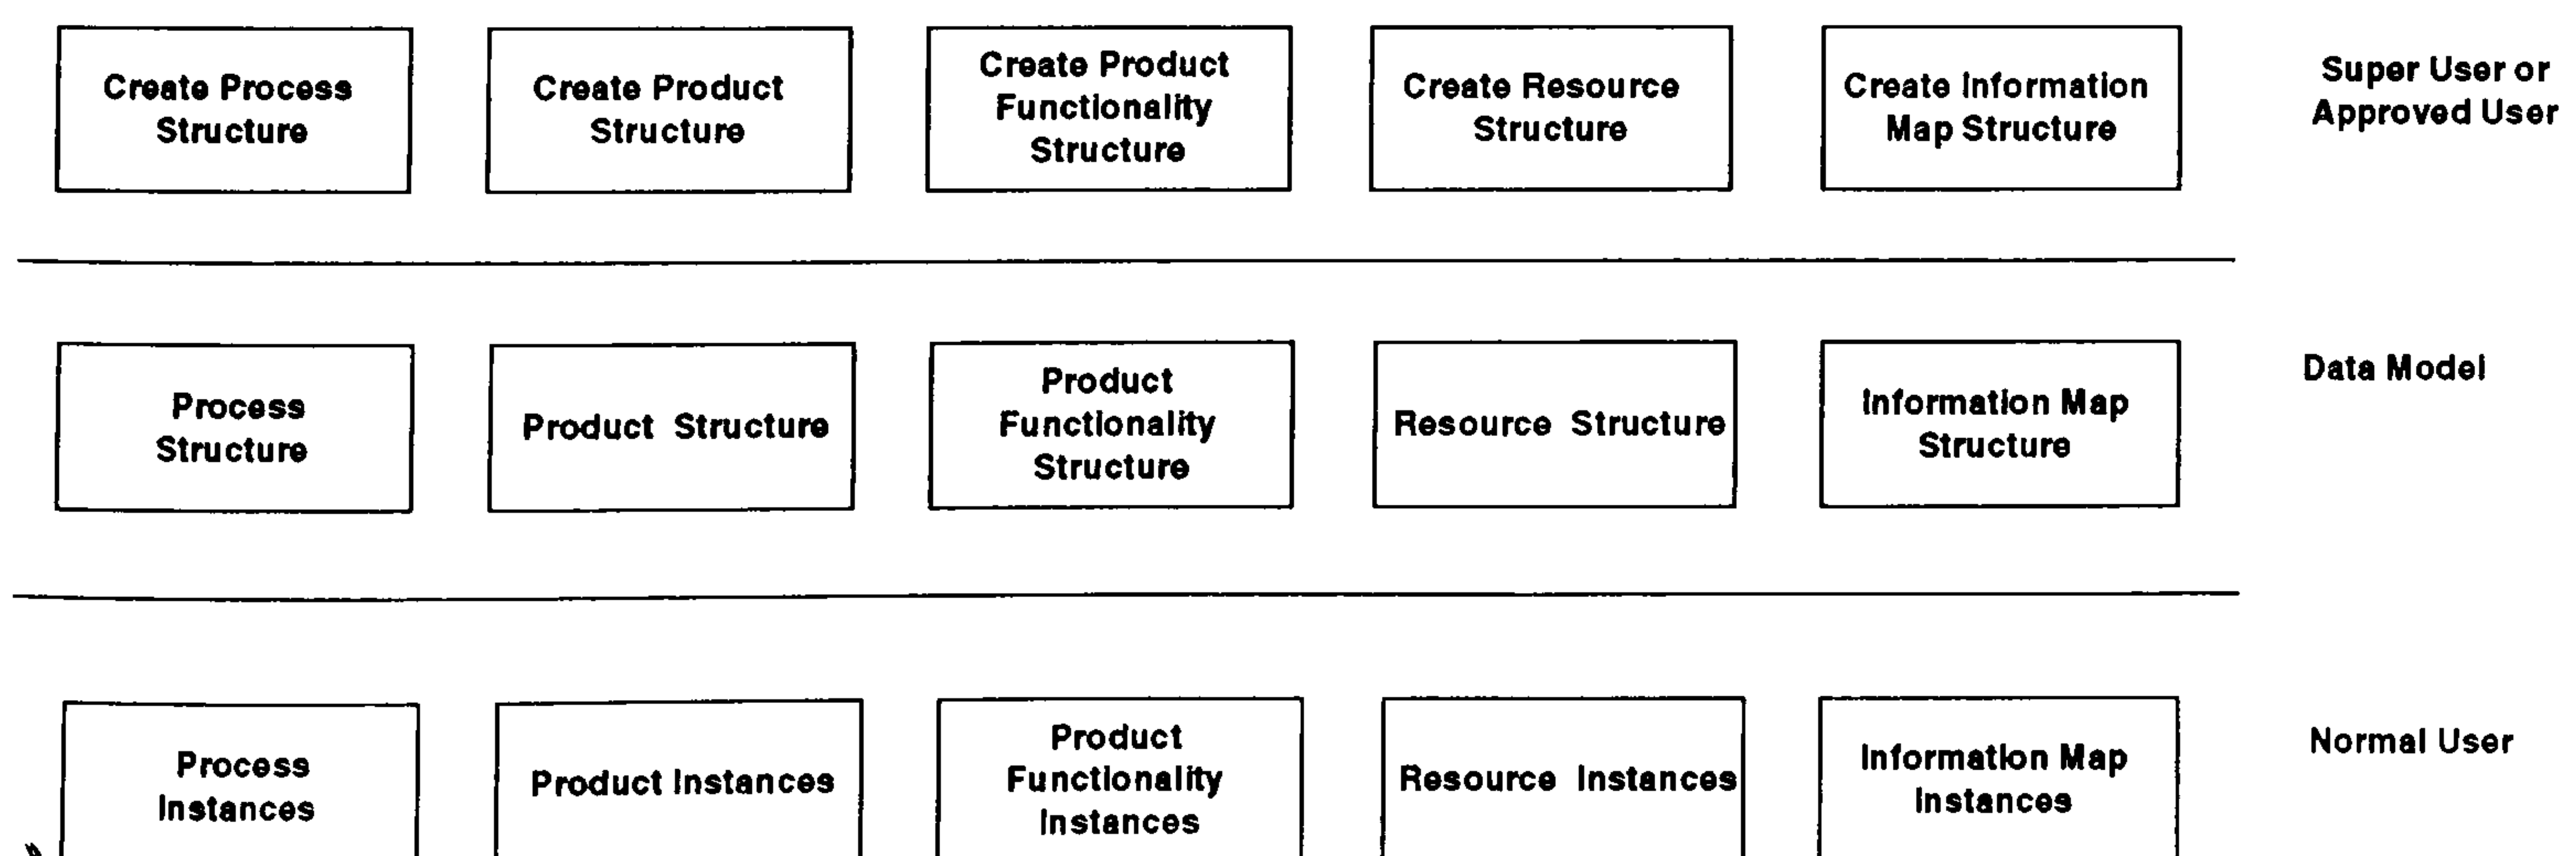 Create Process
Structure
Create Product
Structure
Create Product
Functionality
Structure
Create Resource
Structure
Create Information
Map Structure
Super User or
Approved User
Process
Structure
Product Structure
Product
Functionality
Structure
Resource Structure
Information Map
Structure
Data Model
Process
Instances
Product Instances
Product
Functionality
Instances
Resource Instances
Information Map
Instances
Normal User